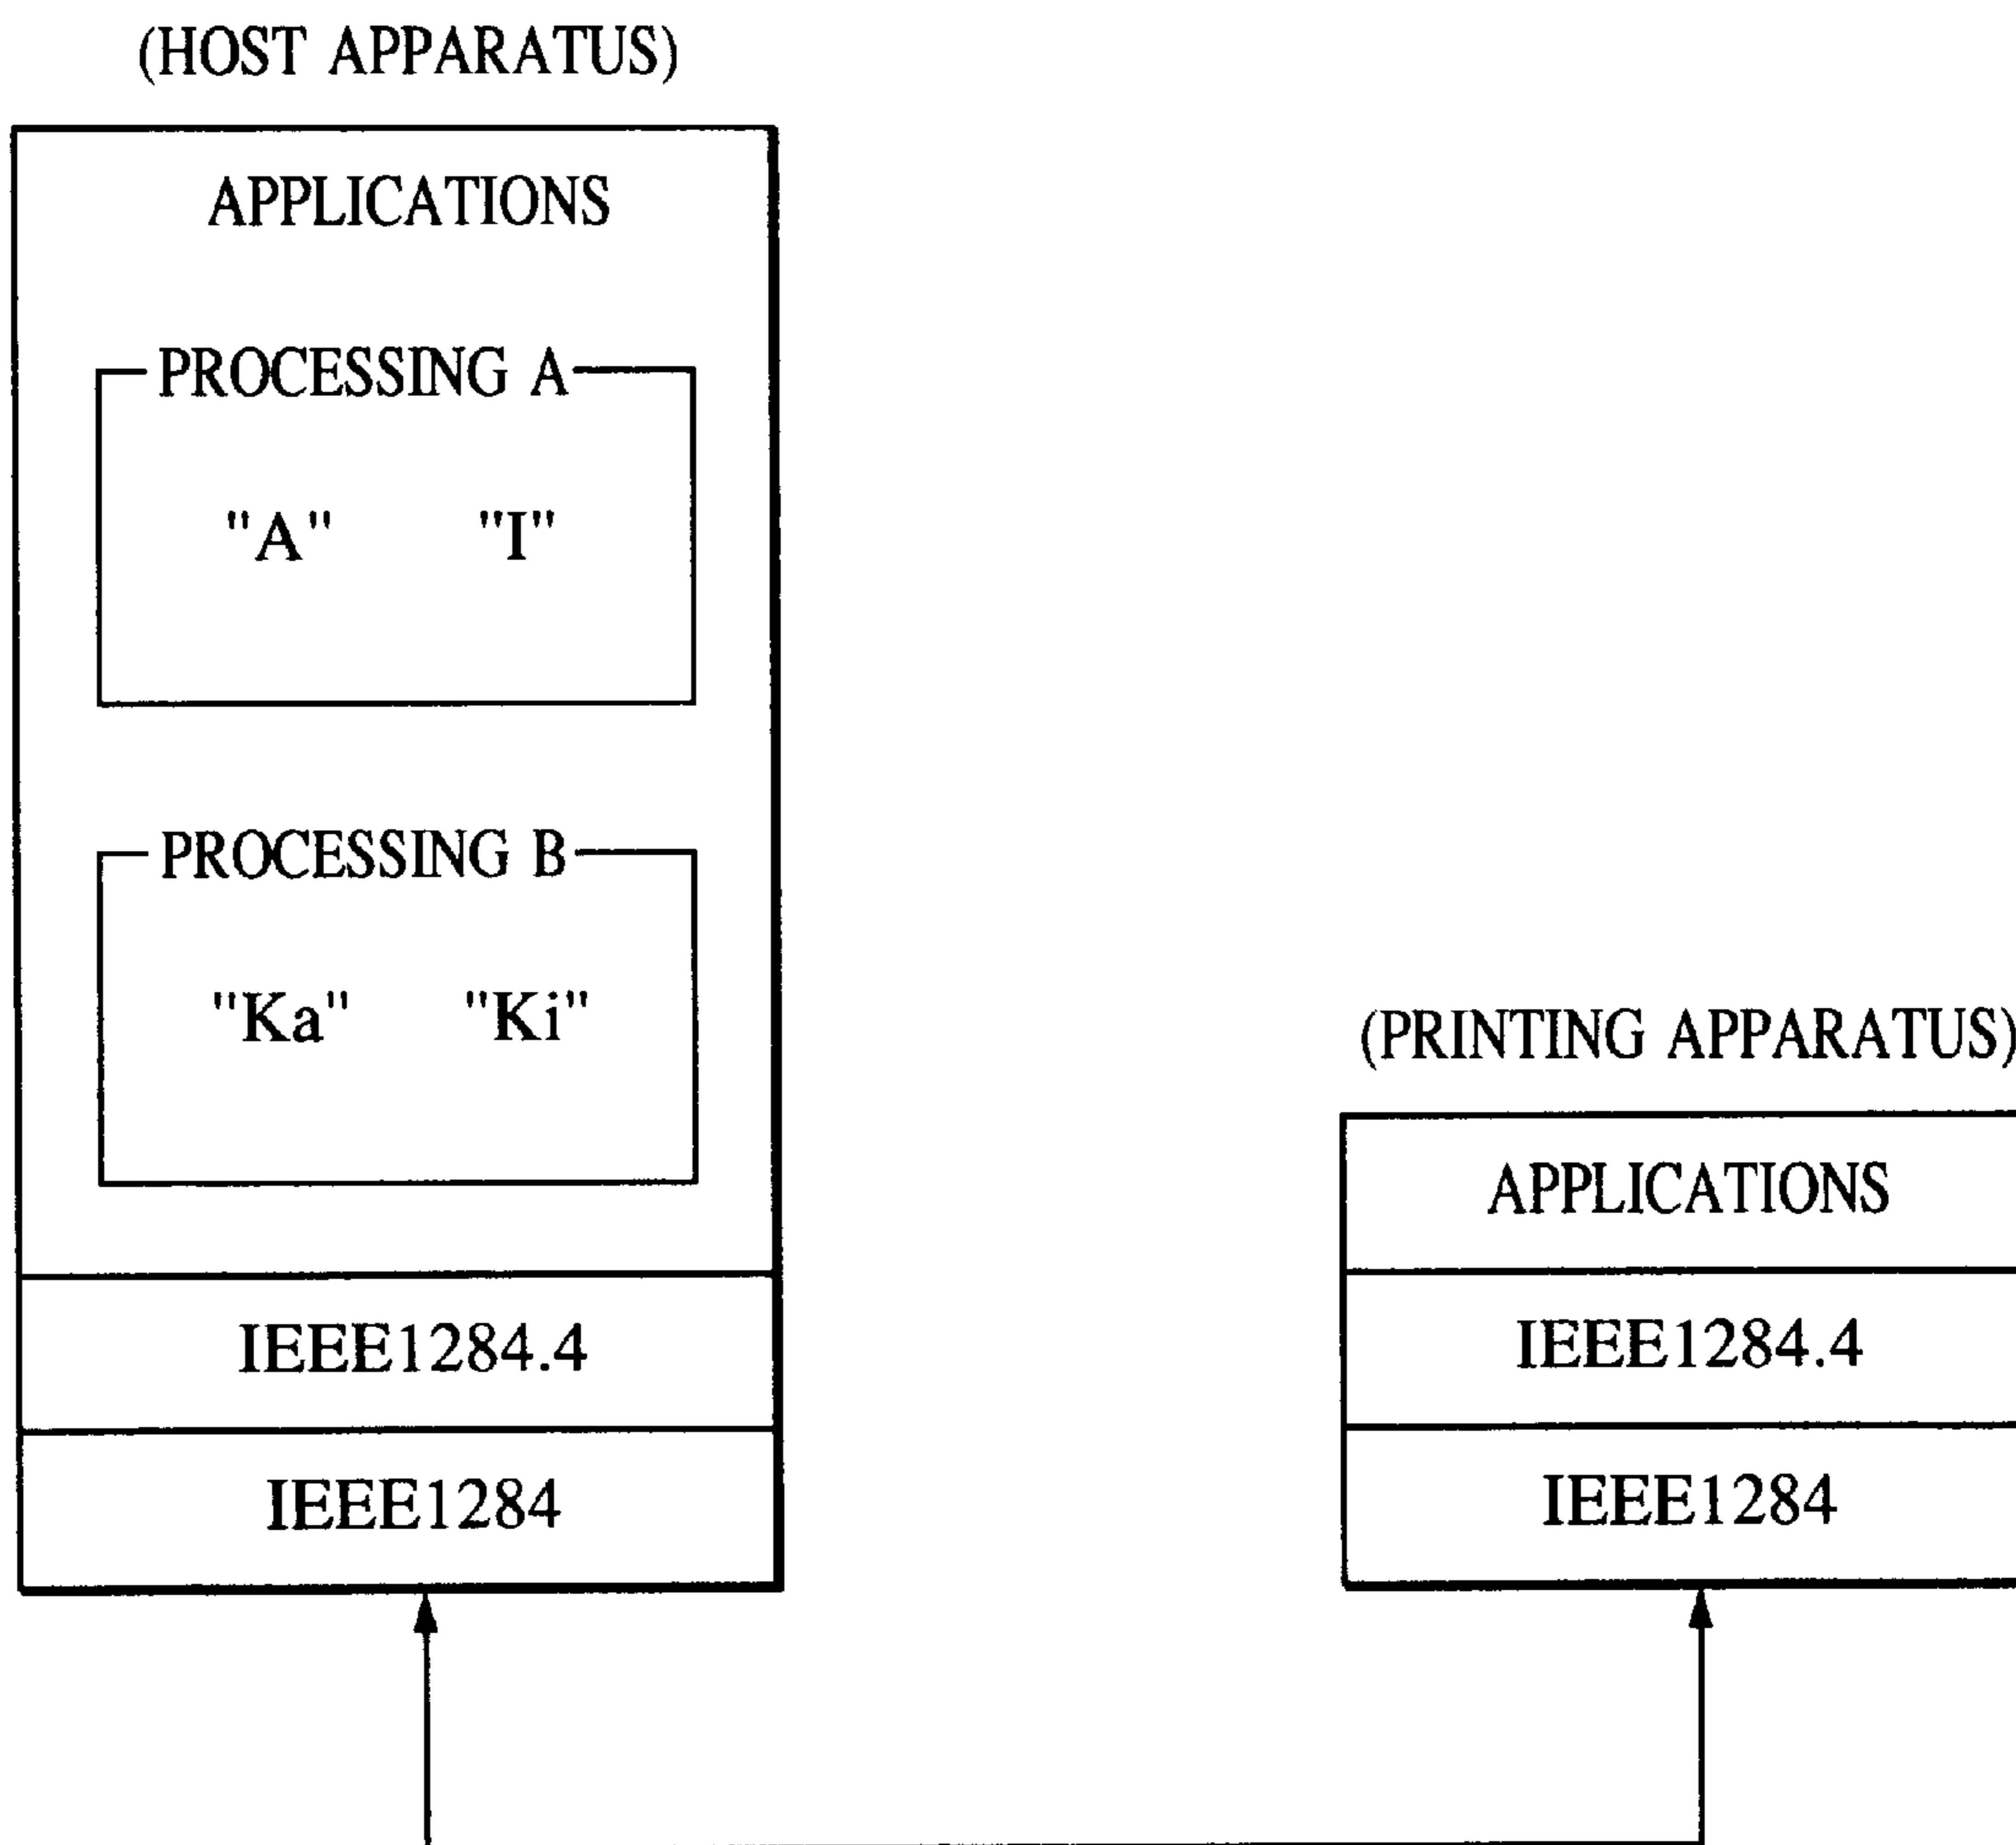 (HOST APPARATUS)
APPLICATIONS
PROCESSING A
"A" "I"
PROCESSING B
"Ka" "Ki"
IEEE1284.4
IEEE1284
(PRINTING APPARATUS)
APPLICATIONS
IEEE1284.4
IEEE1284